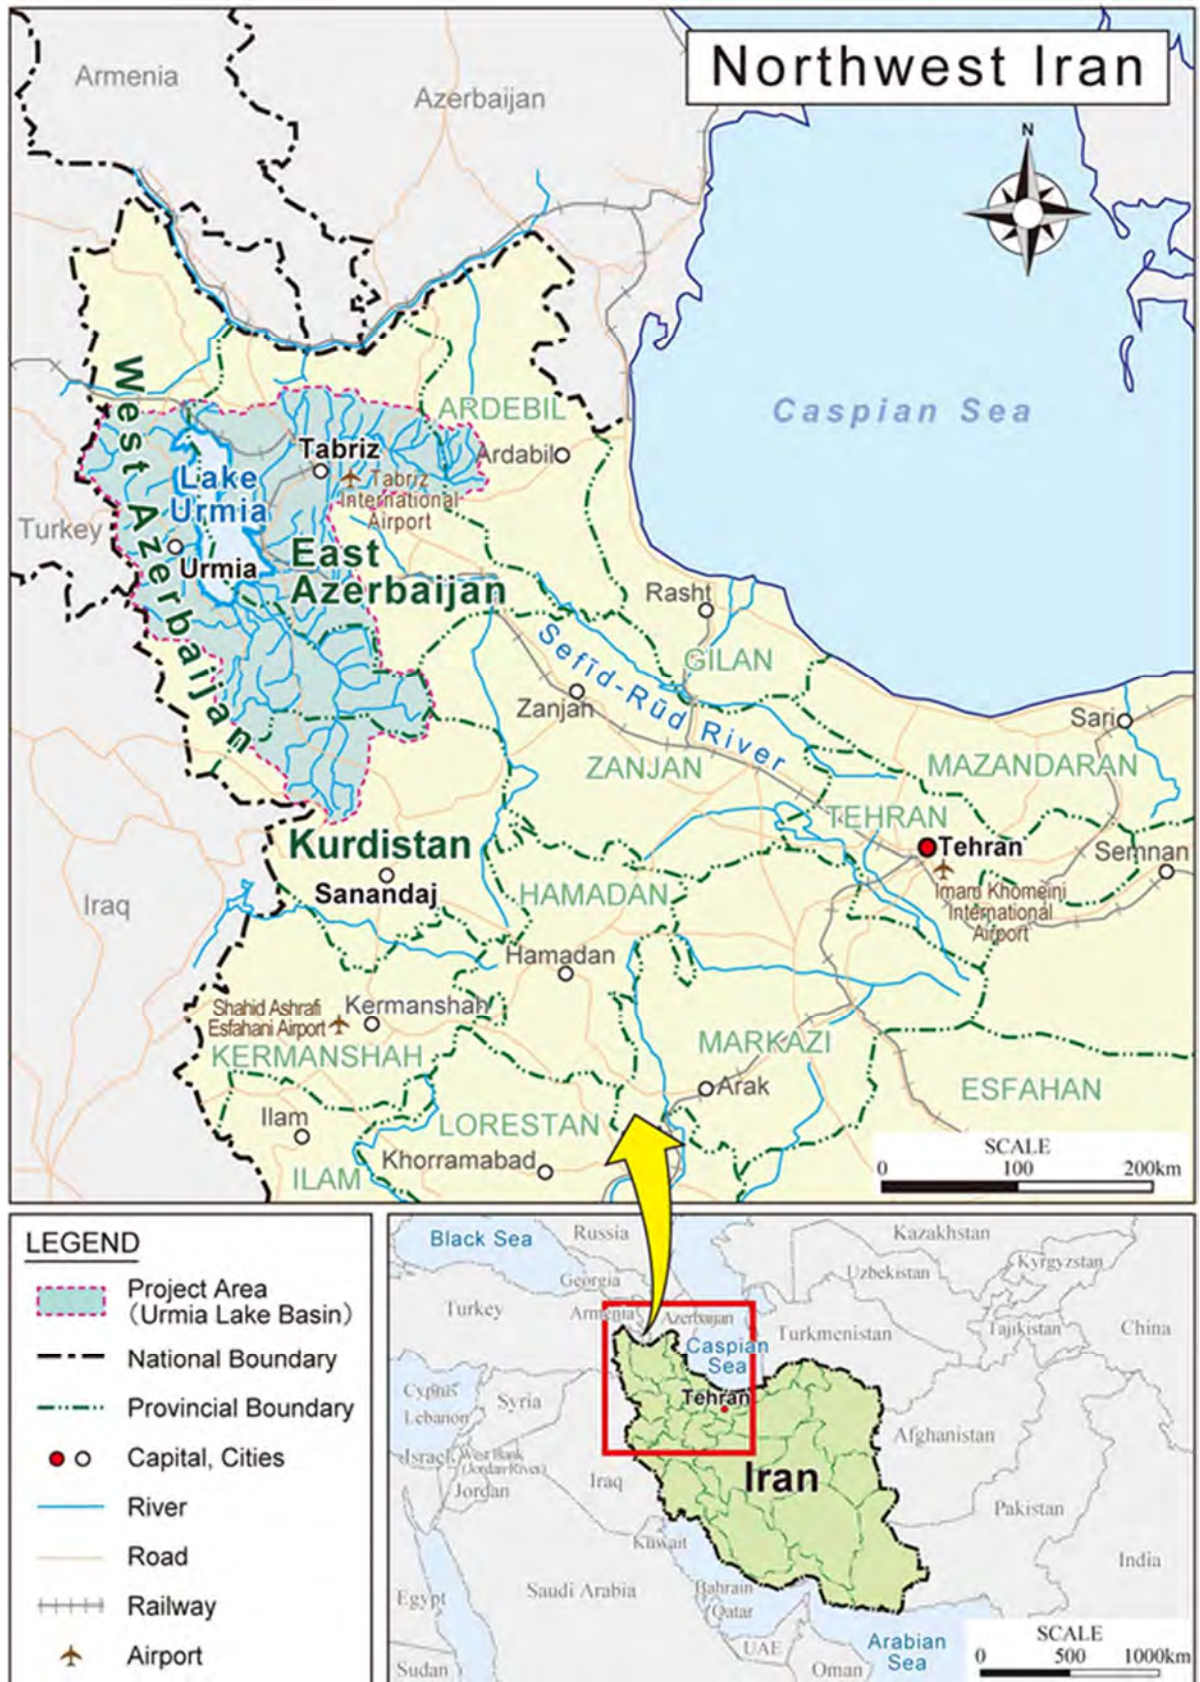 Northwest Iran
Armenia
Azerbaijan
N
Caspian Sea
West Azerbaijan
ARDEBIL
Ardabil
Tabriz
Tabriz
International
Airport
Lake
Urmia
Turkey
Urmia
East
Azerbaijan
Rasht
GILAN
Sefīd-Rūd River
Zanjan
ZANJAN
Sari
MAZANDARAN
TEHRAN
Tehran
Semnan
Imam Khomeini
International
Airport
Kurdistan
Sanandaj
HAMADAN
Iraq
Hamadan
Shahid Ashrafi
Esfahani Airport
Kermanshah
KERMANSHAH
MARKAZI
Arak
ESFAHAN
Ilam
LORESTAN
Khorramabad
ILAM
SCALE
0 100 200km
LEGEND
Project Area
(Urmia Lake Basin)
National Boundary
Provincial Boundary
Capital, Cities
River
Road
Railway
Airport
Black Sea
Russia
Kazakhstan
Georgia
Uzbekistan
Kyrgyzstan
Turkey
Armenia
Azerbaijan
Turkmenistan
Tajikistan
China
Caspian
Sea
Cyprus
Syria
Tehran
Lebanon
Afghanistan
Israel
West Bank
(Jordan River)
Jordan
Iraq
Iran
Pakistan
Kuwait
India
Egypt
Saudi Arabia
Bahrain
Qatar
UAE
Arabian
Sea
Sudan
Oman
SCALE
0 500 1000km